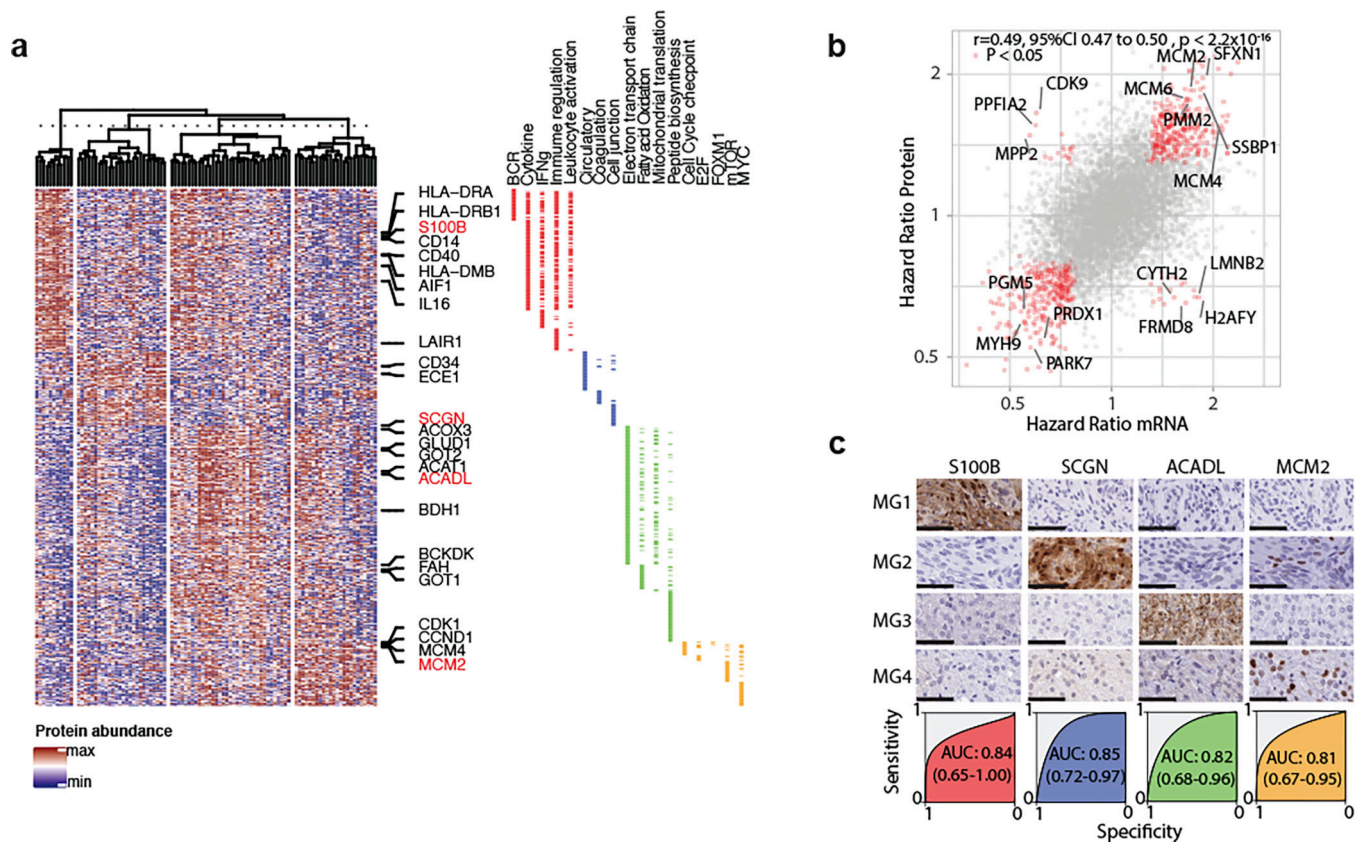 a
BCR
Cytokine
IFNg
Immune regulation
Leukocyte activation
Circulatory
Coagulation
Cell junction
Electron transport chain
Fatty acid Oxidation
Mitochondrial translation
Peptide biosynthesis
Cell Cycle checpoint
E2F
FOXM1
mTOR
MYC
HLA-DRA
HLA-DRB1
S100B
CD14
CD40
HLA-DMB
AIF1
IL16
LAIR1
CD34
ECE1
SCGN
ACOX3
GLUD1
GOT2
ACAT1
ACADL
BDH1
BCKDK
FAH
GOT1
CDK1
CCND1
MCM4
MCM2
Protein abundance
max
min
b
r=0.49, 95%CI 0.47 to 0.50 , p < 2.2x10-16
P < 0.05
MCM2
SFXN1
CDK9
MCM6
PPFIA2
PMM2
MPP2
SSBP1
MCM4
CYTH2
LMNB2
PGM5
PRDX1
FRMD8
H2AFY
MYH9
PARK7
2
1
0.5
Hazard Ratio Protein
0.5
1
2
Hazard Ratio mRNA
c
S100B
SCGN
ACADL
MCM2
MG1
MG2
MG3
MG4
Sensitivity
1
0
1
0
AUC: 0.84
(0.65-1.00)
1
0
1
0
AUC: 0.85
(0.72-0.97)
1
0
1
0
AUC: 0.82
(0.68-0.96)
1
0
1
0
AUC: 0.81
(0.67-0.95)
Specificity